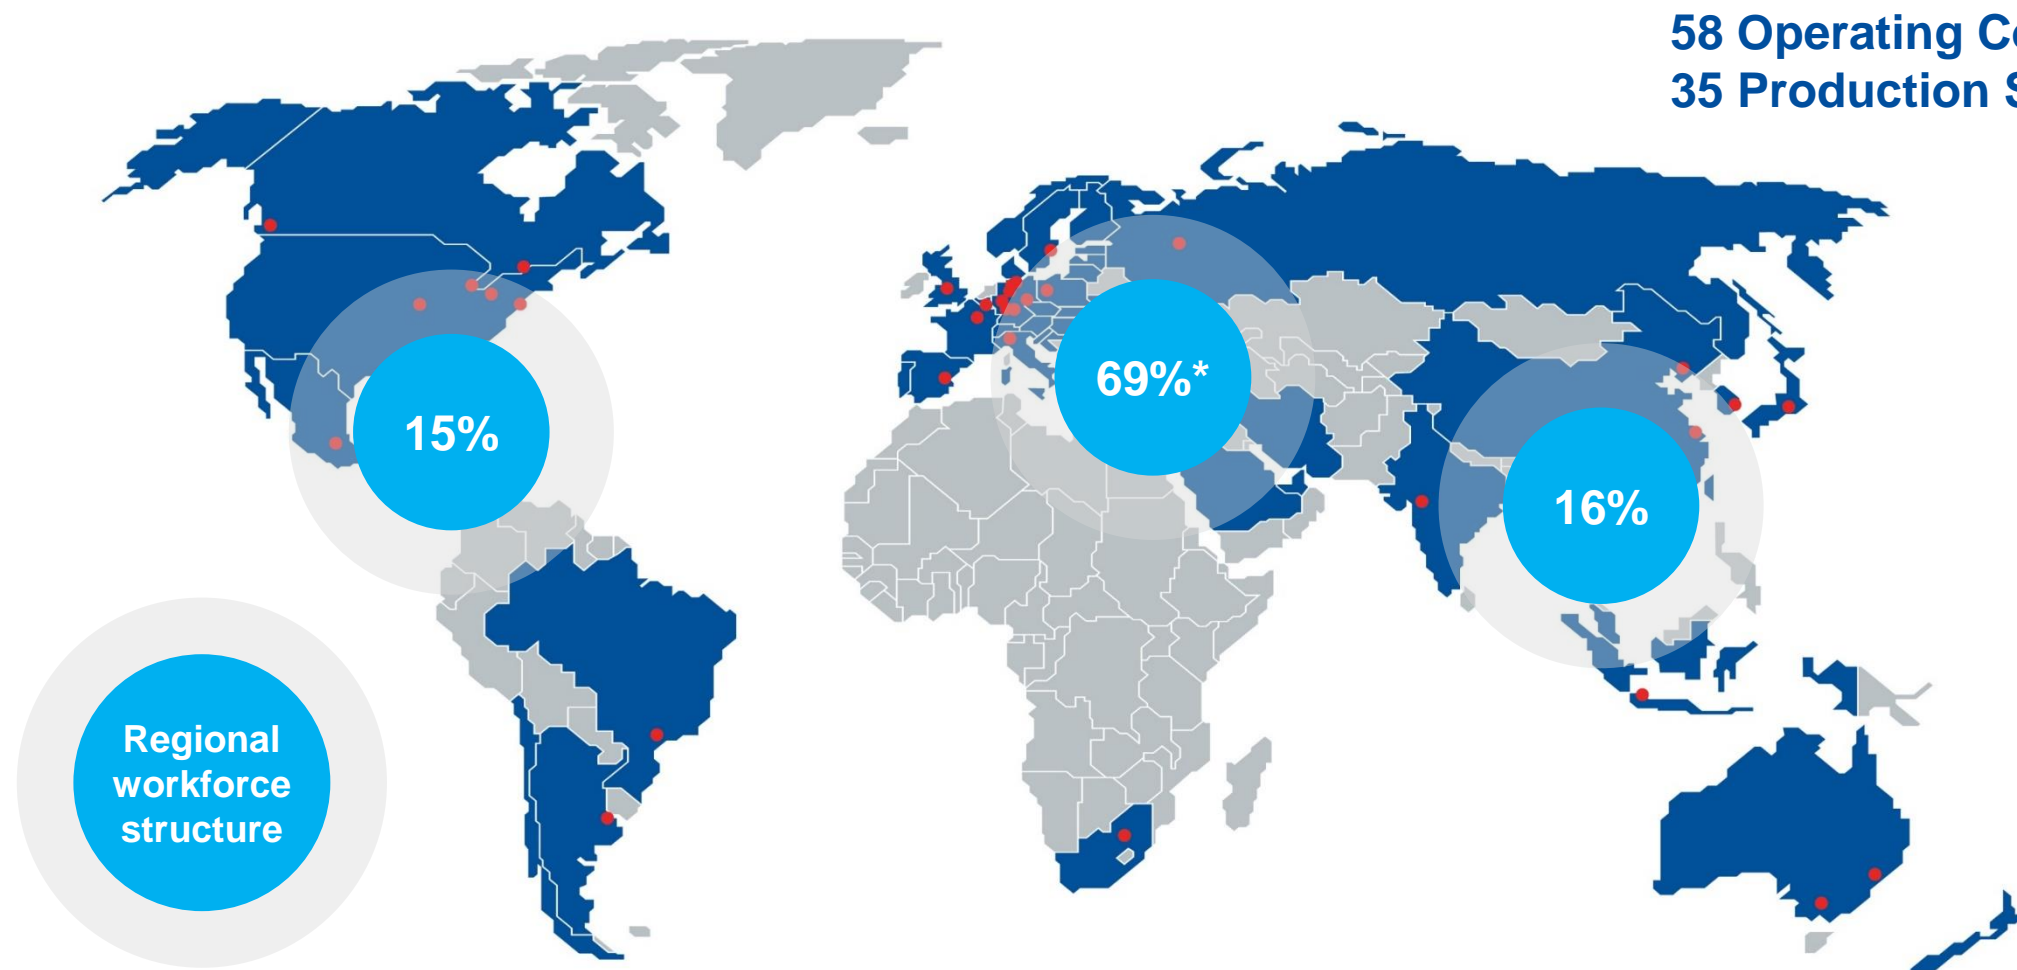 58 Operating
35 Production
69%*
15%
16%
Regional
workforce
structure